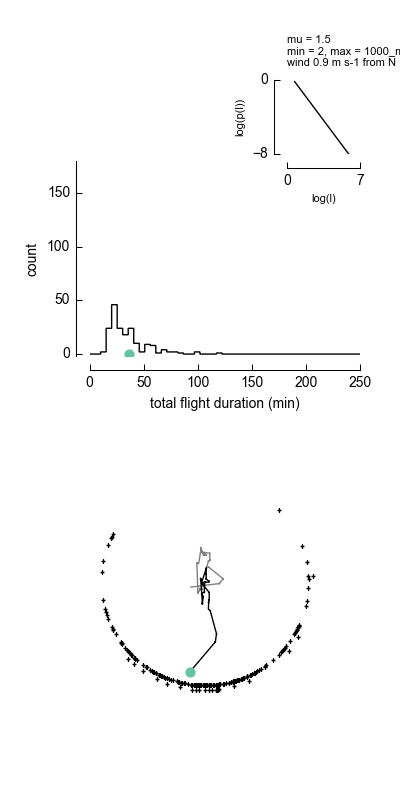 mu = 1.5
min = 2, max = 1000_m
wind 0.9 m s-1 from N
0
log(p(l))
−8
0 7
log(l)
150
100
50
0
count
0 50 100 150 200 250
total flight duration (min)